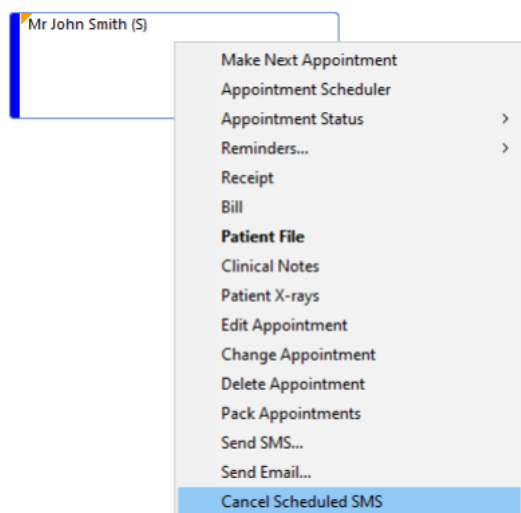 Mr John Smith (S)
Make Next Appointment
Appointment Scheduler
Appointment Status
Reminders...
Receipt
Bill
Patient File
Clinical Notes
Patient X-rays
Edit Appointment
Change Appointment
Delete Appointment
Pack Appointments
Send SMS...
Send Email...
Cancel Scheduled SMS